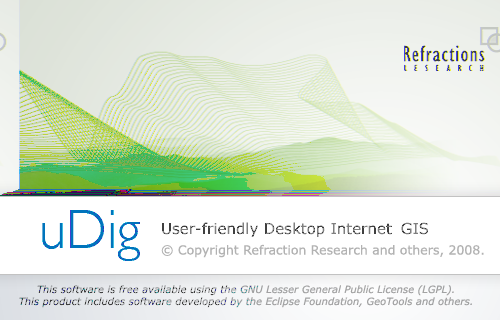 Refractions
RESEARCH
uDig User-friendly Desktop Internet GIS
© Copyright Refraction Research and others, 2008.
This software is free available using the GNU Lesser General Public License (LGPL).
This product includes software developed by the Eclipse Foundation, GeoTools and others.